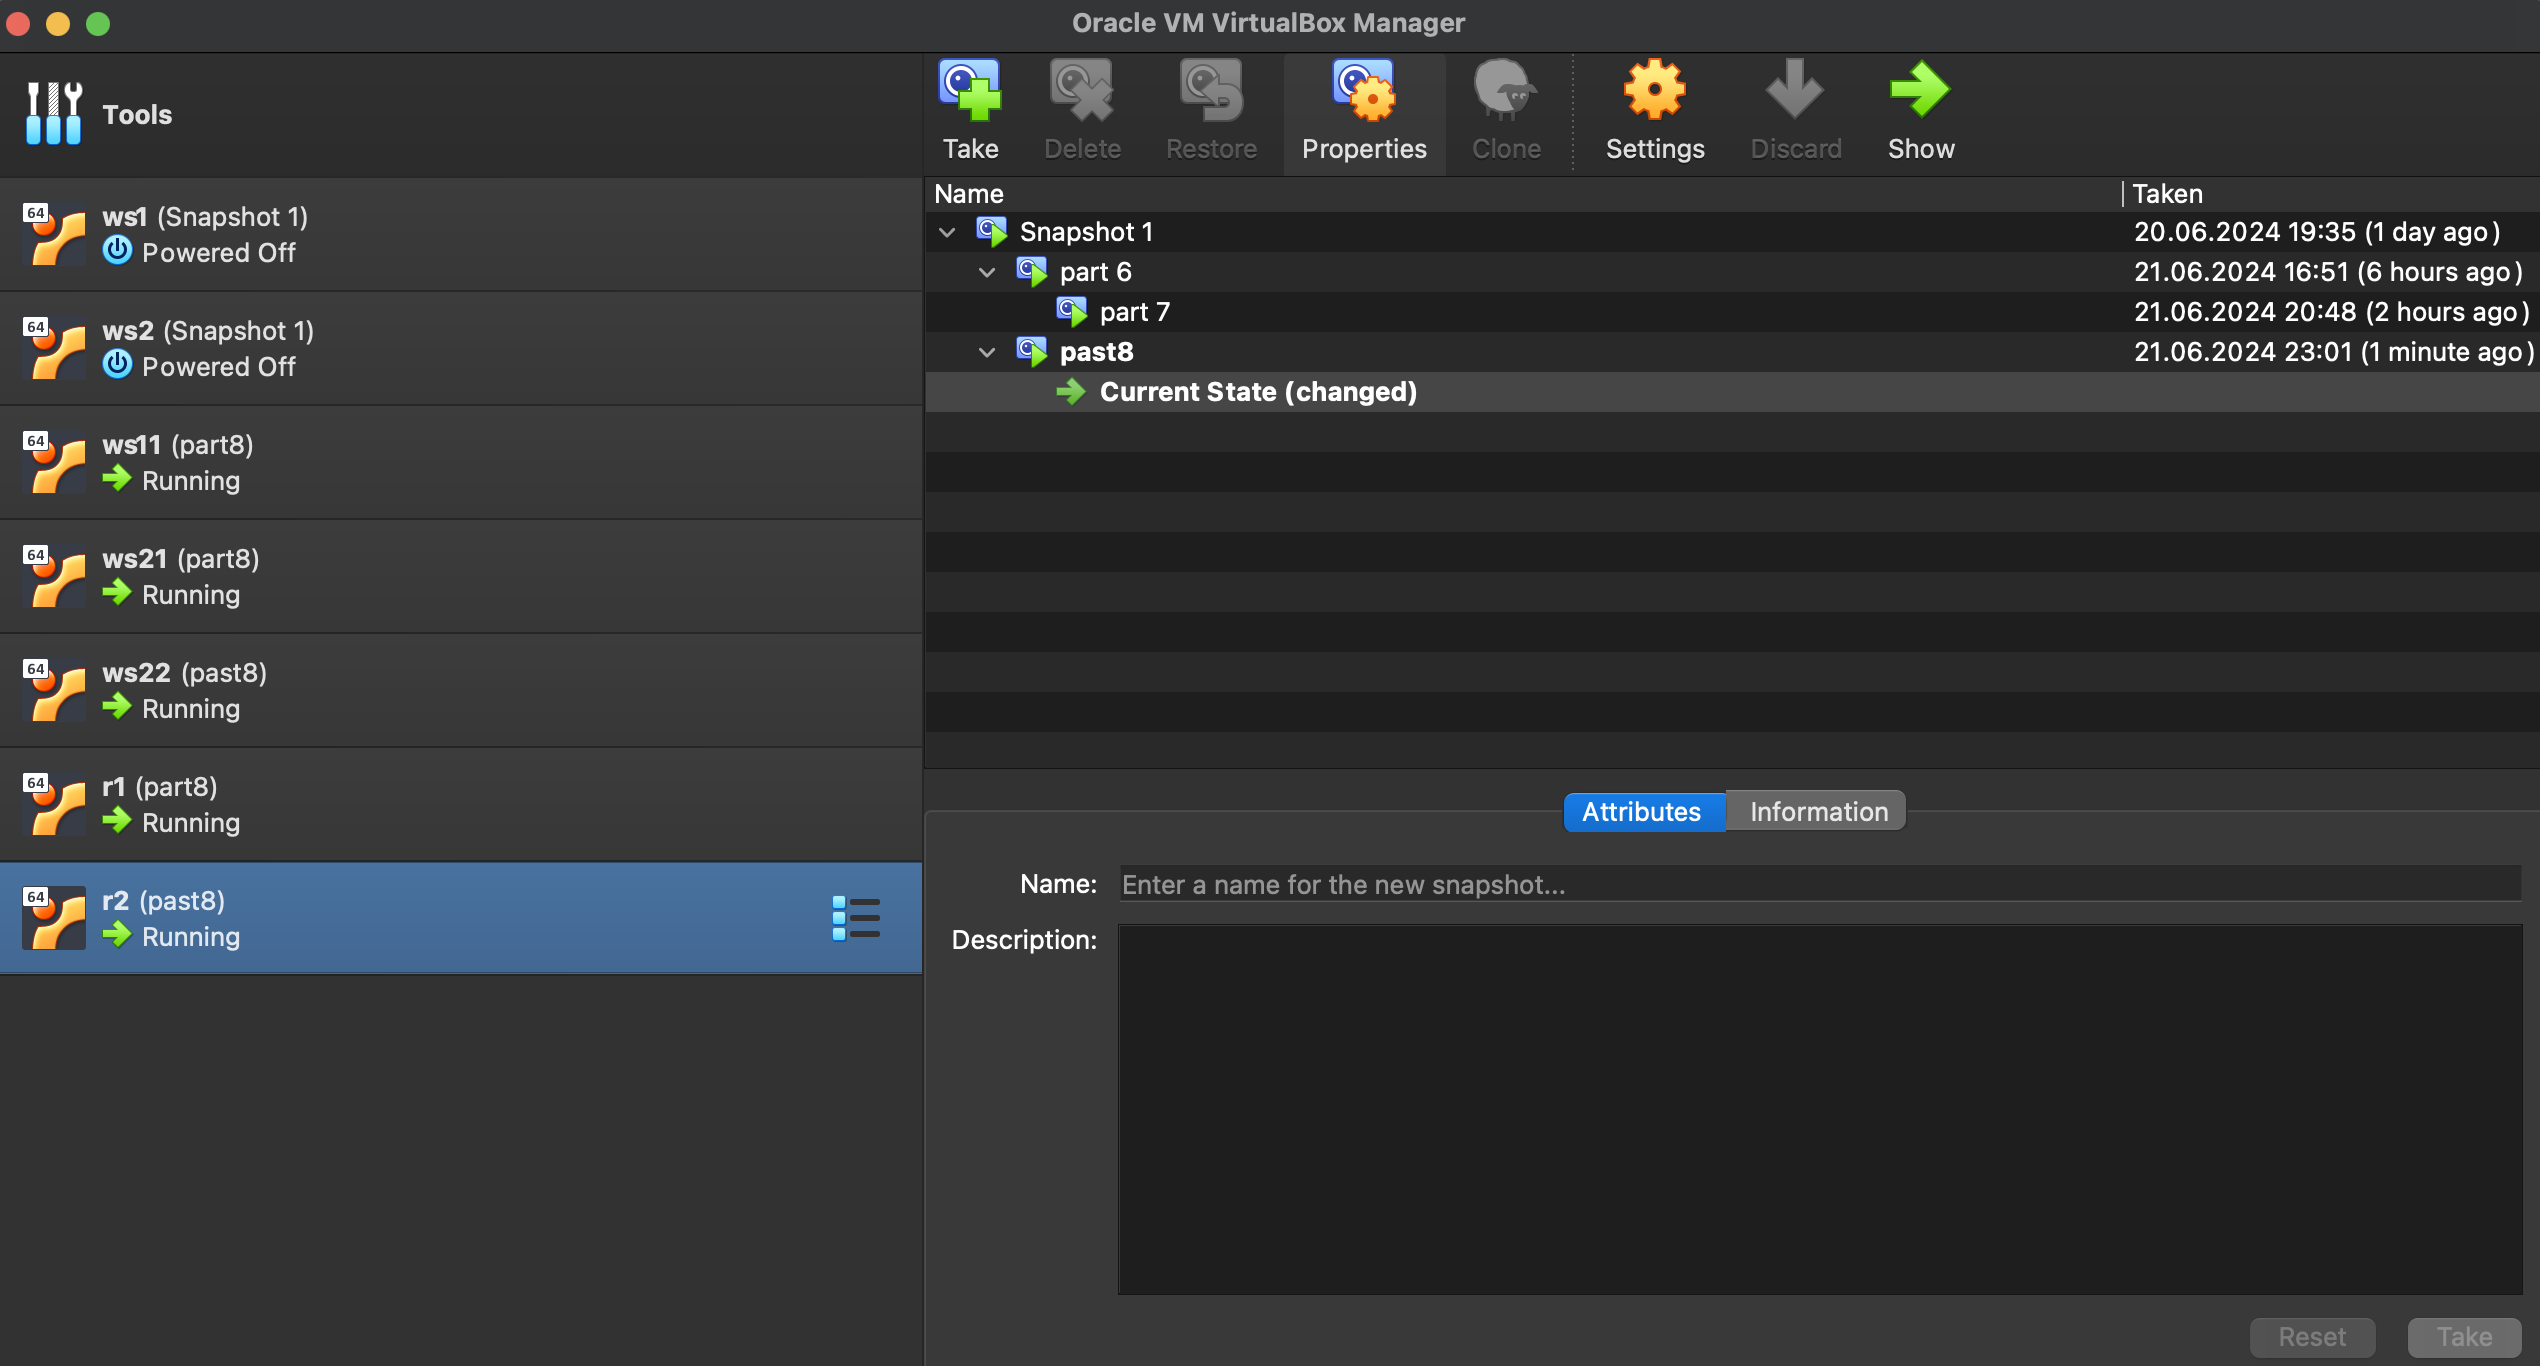 Oracle VM VirtualBox Manager
Tools
Take Delete Restore Properties Clone Settings Discard Show
64 ws1 (Snapshot 1)
Powered Off
64 ws2 (Snapshot 1)
Powered Off
64 ws11 (part8)
Running
64 ws21 (part8)
Running
64 ws22 (past8)
Running
64 r1 (part8)
Running
64 r2 (past8)
Running
Name Taken
Snapshot 1 20.06.2024 19:35 (1 day ago)
part 6 21.06.2024 16:51 (6 hours ago)
part 7 21.06.2024 20:48 (2 hours ago)
past8 21.06.2024 23:01 (1 minute ago)
Current State (changed)
Attributes Information
Name: Enter a name for the new snapshot...
Description:
Reset Take